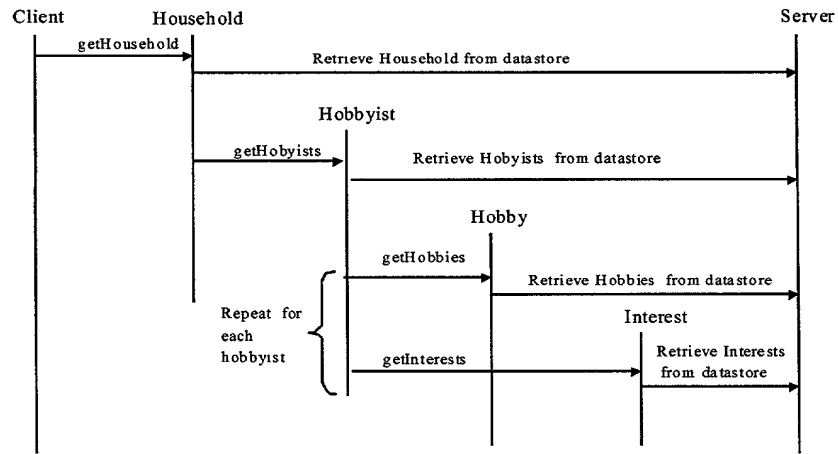 Client
Household
Server
getHousehold
Retrieve Household from datastore
Hobbyist
getHobyists
Retrieve Hobyists from datastore
Hobby
getHobbies
Retrieve Hobbies from datastore
Repeat for
each
hobbyist
Interest
getInterests
Retrieve Interests
from datastore